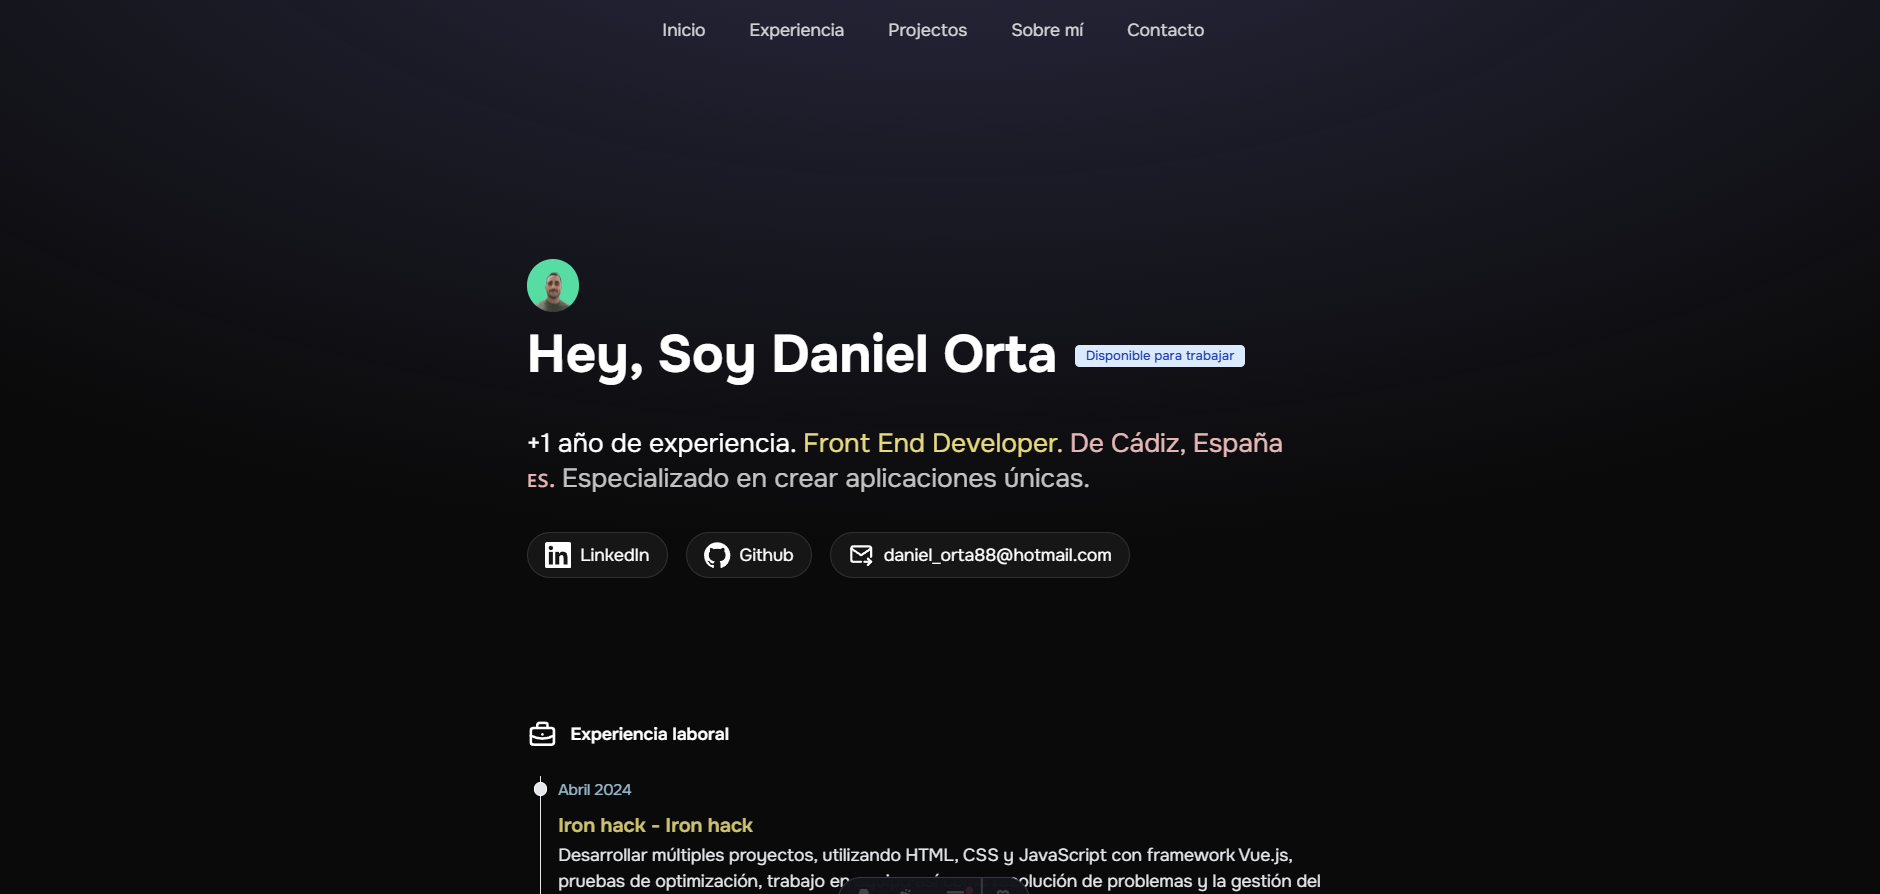 Inicio Experiencia Projectos Sobre mí Contacto
Hey, Soy Daniel Orta Disponible para trabajar
+1 año de experiencia. Front End Developer. De Cádiz, España
ES. Especializado en crear aplicaciones únicas.
LinkedIn Github daniel_orta88@hotmail.com
Experiencia laboral
Abril 2024
Iron hack - Iron hack
Desarrollar múltiples proyectos, utilizando HTML, CSS y JavaScript con framework Vue.js,
pruebas de optimización, trabajo en de problemas y la gestión del